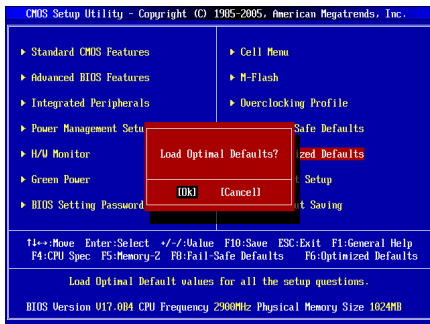 CMOS Setup Utility - Copyright (C) 1985-2005, American Megatrends, Inc.
▶ Standard CMOS Features
▶ Cell Menu
▶ Advanced BIOS Features
▶ M-Flash
▶ Integrated Peripherals
▶ Overclocking Profile
▶ Power Management Setu
Safe Defaults
▶ H/W Monitor
ized Defaults
▶ Green Power
t Setup
▶ BIOS Setting Password
ut Saving
Load Optimal Defaults?
[Ok] [Cancel]
↑↓↔:Move Enter:Select +/-/:Value F10:Save ESC:Exit F1:General Help
F4:CPU Spec F5:Memory-Z F8:Fail-Safe Defaults F6:Optimized Defaults
Load Optimal Default values for all the setup questions.
BIOS Version V17.0B4 CPU Frequency 2900MHz Physical Memory Size 1024MB